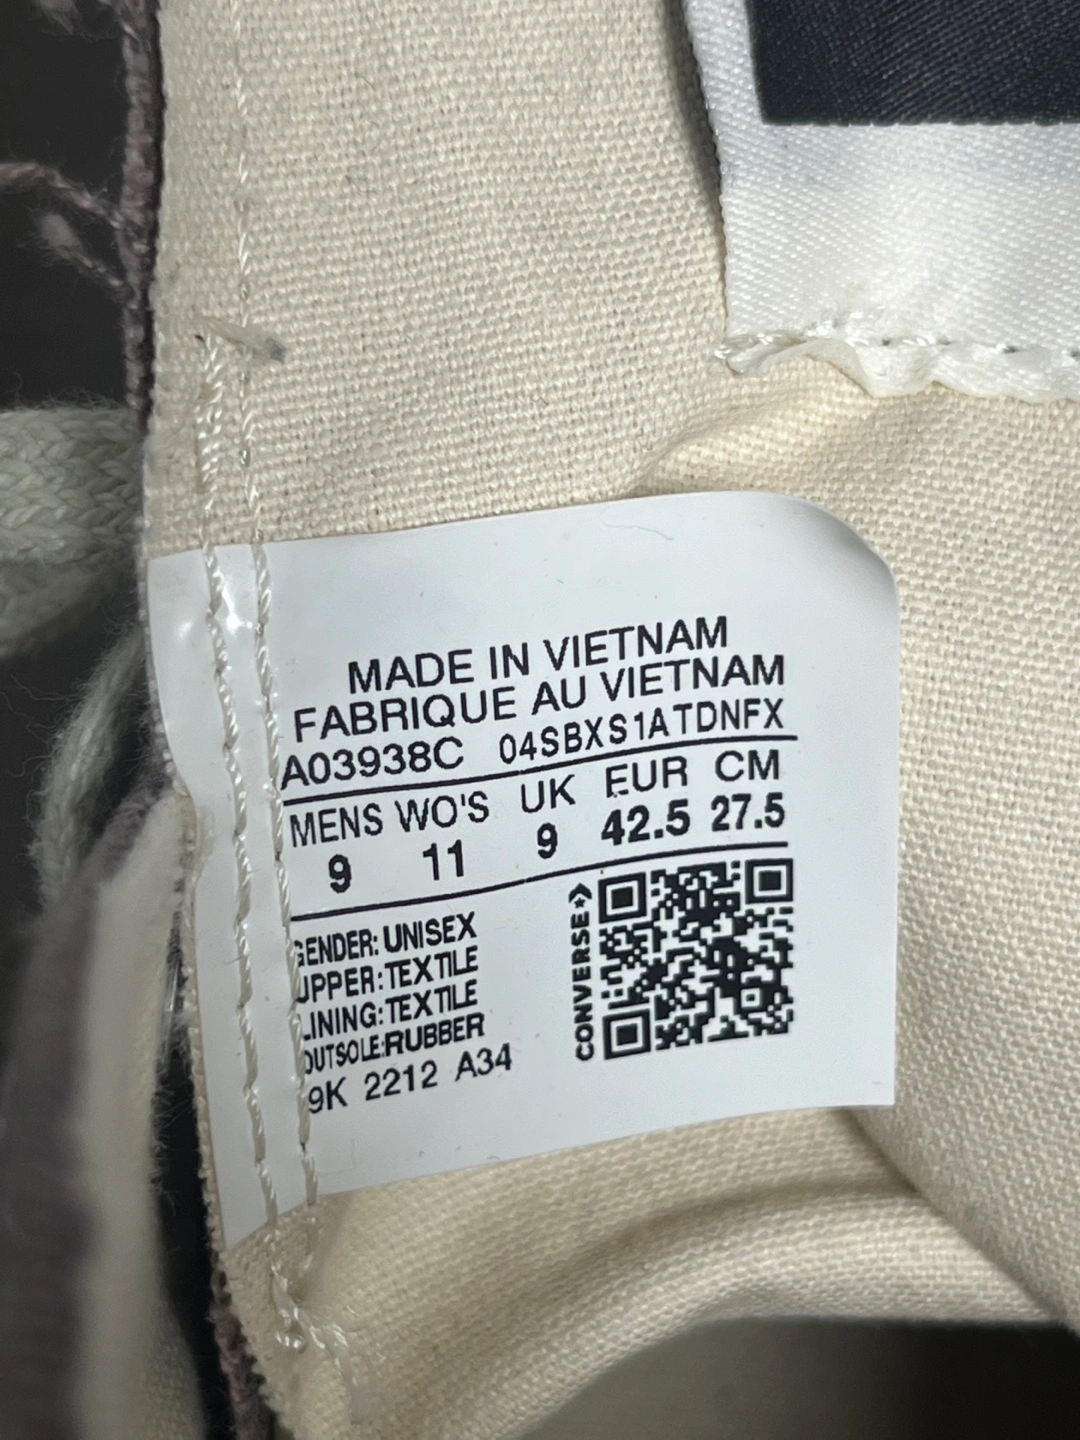 MADE IN VIETNAM
FABRIQUE AU VIETNAM
A03938C 04SBXS1ATDNFX
MENS WO'S UK EUR CM
9 11 9 42.5 27.5
GENDER: UNISEX
UPPER: TEXTILE
LINING: TEXTILE
OUTSOLE: RUBBER
9K 2212 A34
CONVERSE